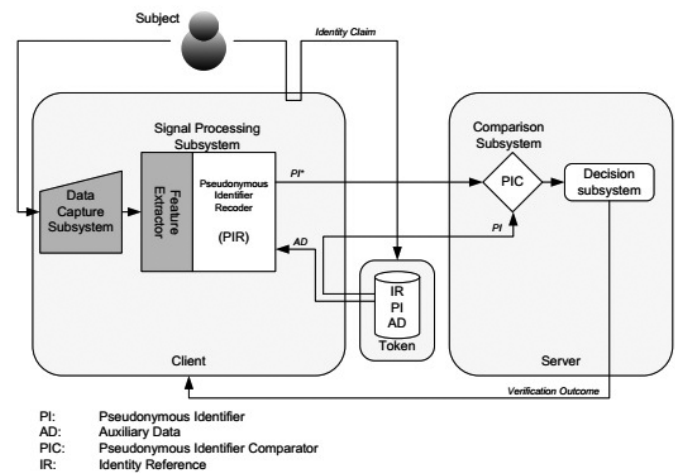 Subject
Identity Claim
Signal Processing
Subsystem
Comparison
Subsystem
Data
Capture
Subsystem
Feature
Extractor
Pseudonymous
Identifier
Recoder
(PIR)
PI*
PIC
Decision
subsystem
AD
PI
IR
PI
AD
Token
Client
Server
Verification Outcome
PI: Pseudonymous Identifier
AD: Auxiliary Data
PIC: Pseudonymous Identifier Comparator
IR: Identity Reference